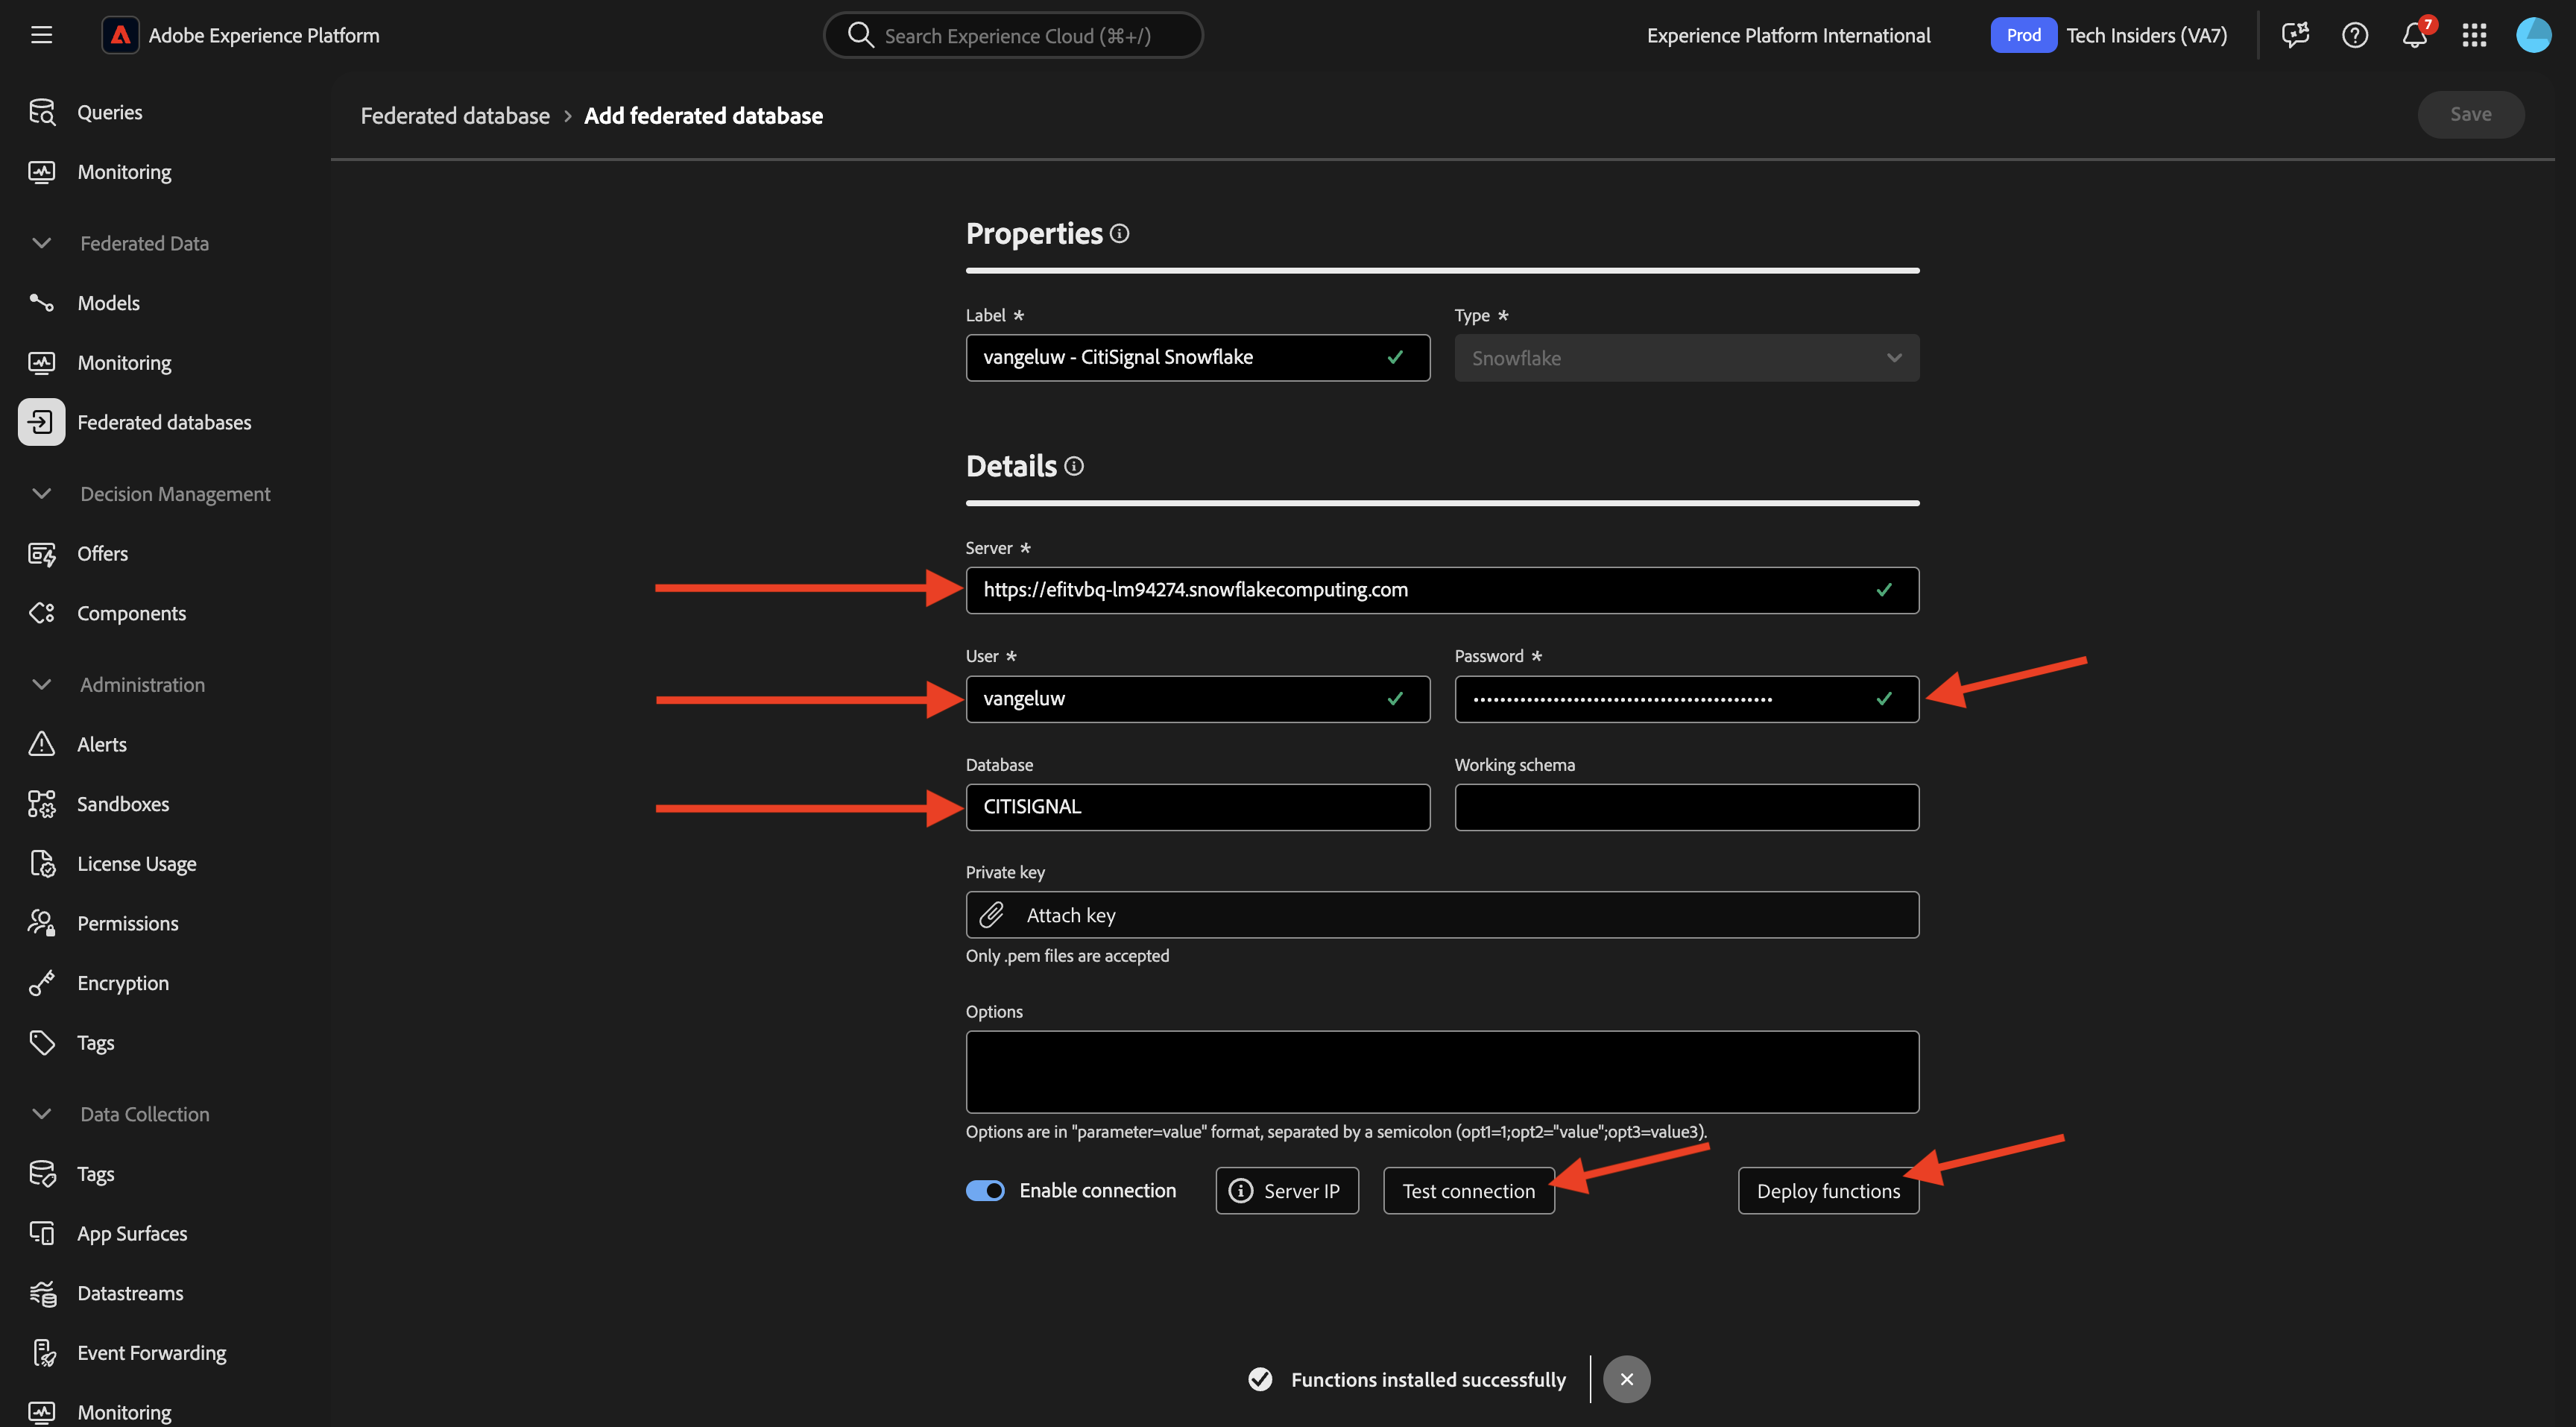 Adobe Experience Platform
Search Experience Cloud (⌘+/)
Experience Platform International
Prod
Tech Insiders (VA7)
7
Queries
Monitoring
Federated Data
Models
Monitoring
Federated databases
Decision Management
Offers
Components
Administration
Alerts
Sandboxes
License Usage
Permissions
Encryption
Tags
Data Collection
Tags
App Surfaces
Datastreams
Event Forwarding
Monitoring
Federated database > Add federated database
Save
Properties
Label *
Type *
vangeluw - CitiSignal Snowflake
Snowflake
Details
Server *
https://efitvbq-lm94274.snowflakecomputing.com
User *
Password *
vangeluw
Database
Working schema
CITISIGNAL
Private key
Attach key
Only .pem files are accepted
Options
Options are in "parameter=value" format, separated by a semicolon (opt1=1;opt2="value";opt3=value3).
Enable connection
Server IP
Test connection
Deploy functions
Functions installed successfully